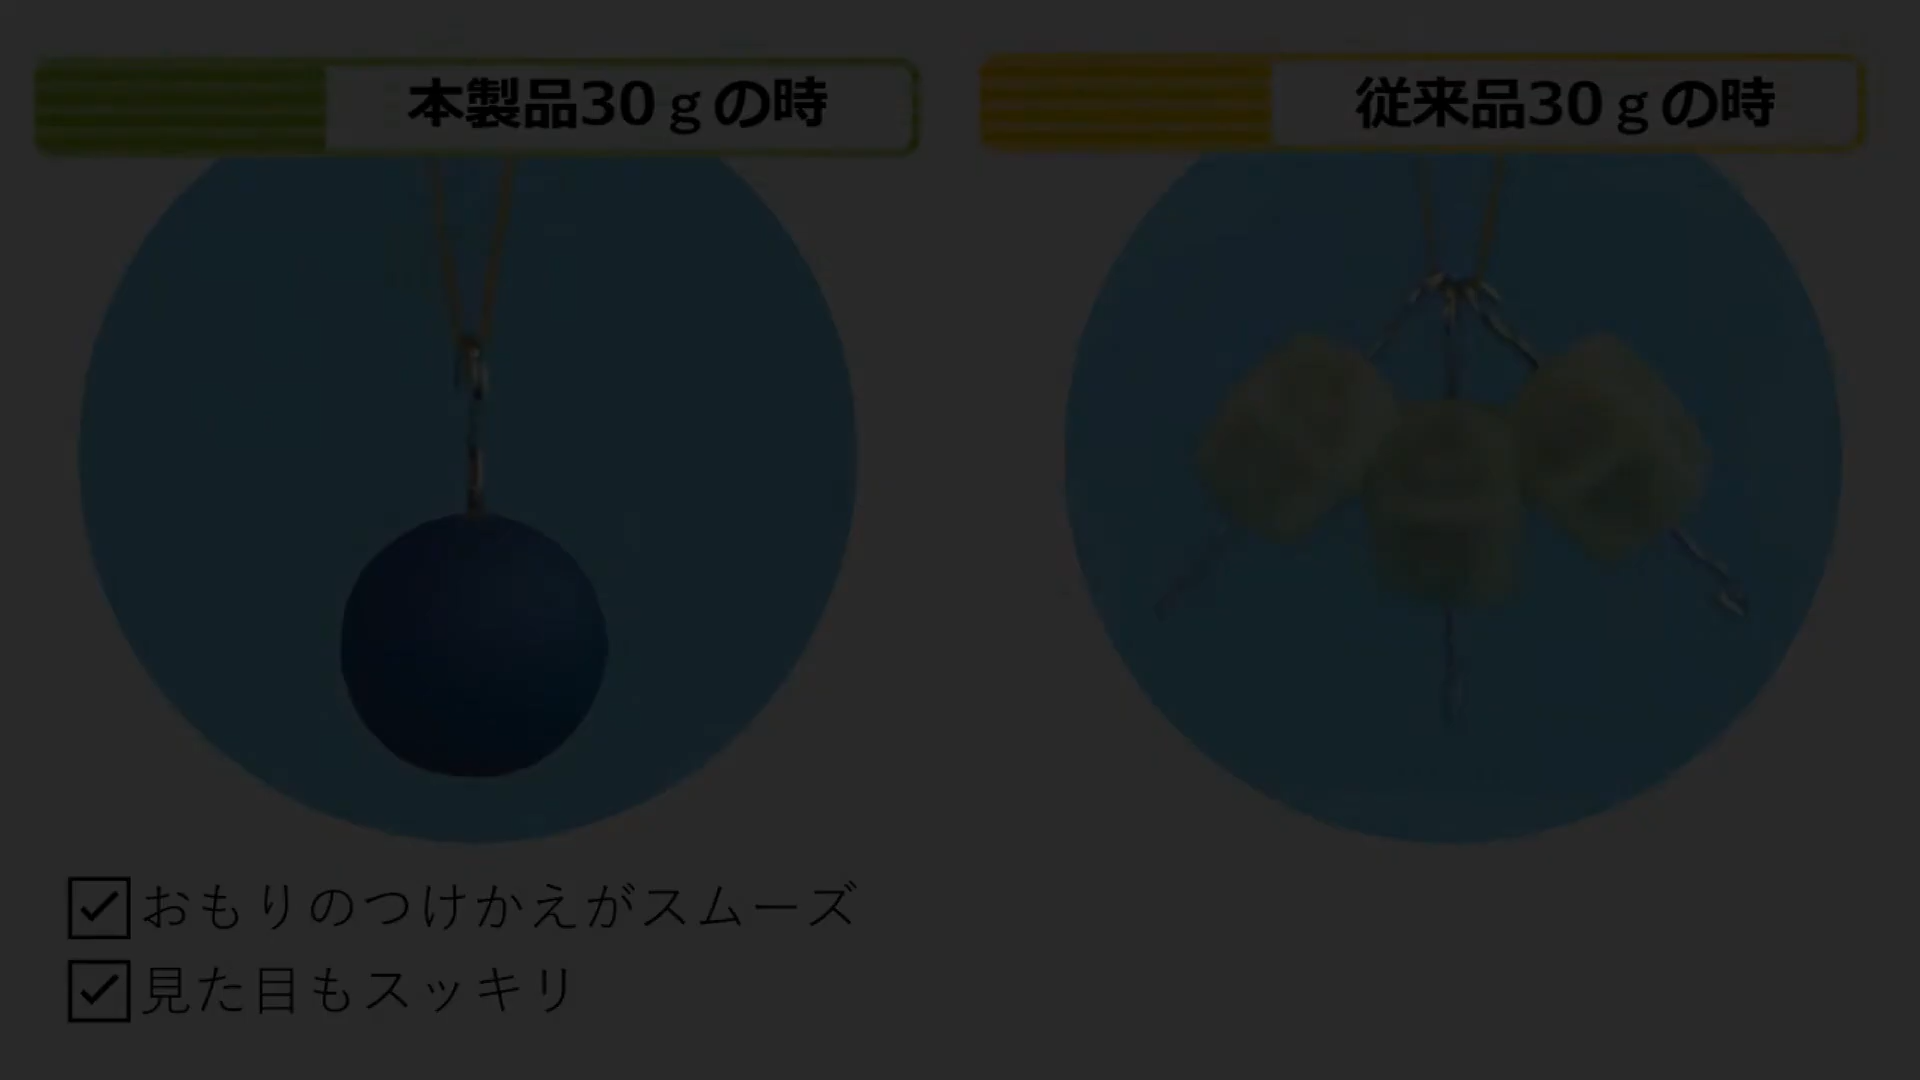 本製品30ｇの時
従来品30ｇの時
おもりのつけかえがスムーズ
見た目もスッキリ